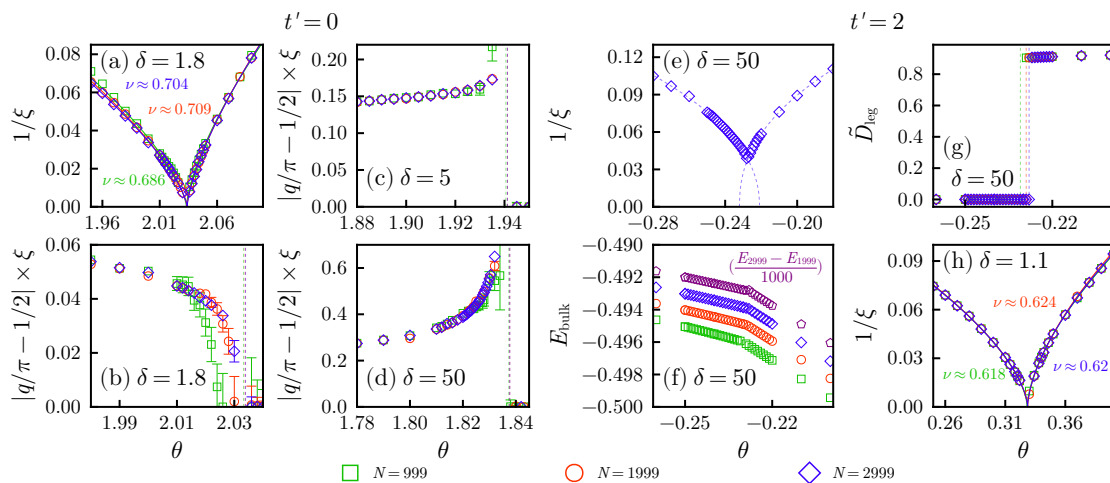 t′ = 0
t′ = 2
(a) δ = 1.8
ν ≈ 0.704
ν ≈ 0.709
ν ≈ 0.686
1/ξ
0.08
0.06
0.04
0.02
0.00
1.96
2.01
2.06
(c) δ = 5
|q/π − 1/2| × ξ
0.20
0.15
0.10
0.05
0.00
1.88
1.90
1.92
1.94
(e) δ = 50
1/ξ
0.12
0.09
0.06
0.03
0.00
−0.28
−0.24
−0.20
(g)
δ = 50
D̃leg
0.9
0.6
0.3
0.0
−0.25
−0.22
(b) δ = 1.8
|q/π − 1/2| × ξ
0.06
0.04
0.02
0.00
1.99
2.01
2.03
θ
(d) δ = 50
|q/π − 1/2| × ξ
0.6
0.4
0.2
0.0
1.78
1.80
1.82
1.84
θ
(f) δ = 50
(E2999 − E1999
1000)
Ebulk
−0.490
−0.492
−0.494
−0.496
−0.498
−0.500
−0.25
−0.22
θ
(h) δ = 1.1
ν ≈ 0.624
ν ≈ 0.618
ν ≈ 0.62
1/ξ
0.09
0.06
0.03
0.00
0.26
0.31
0.36
θ
N = 999
N = 1999
N = 2999